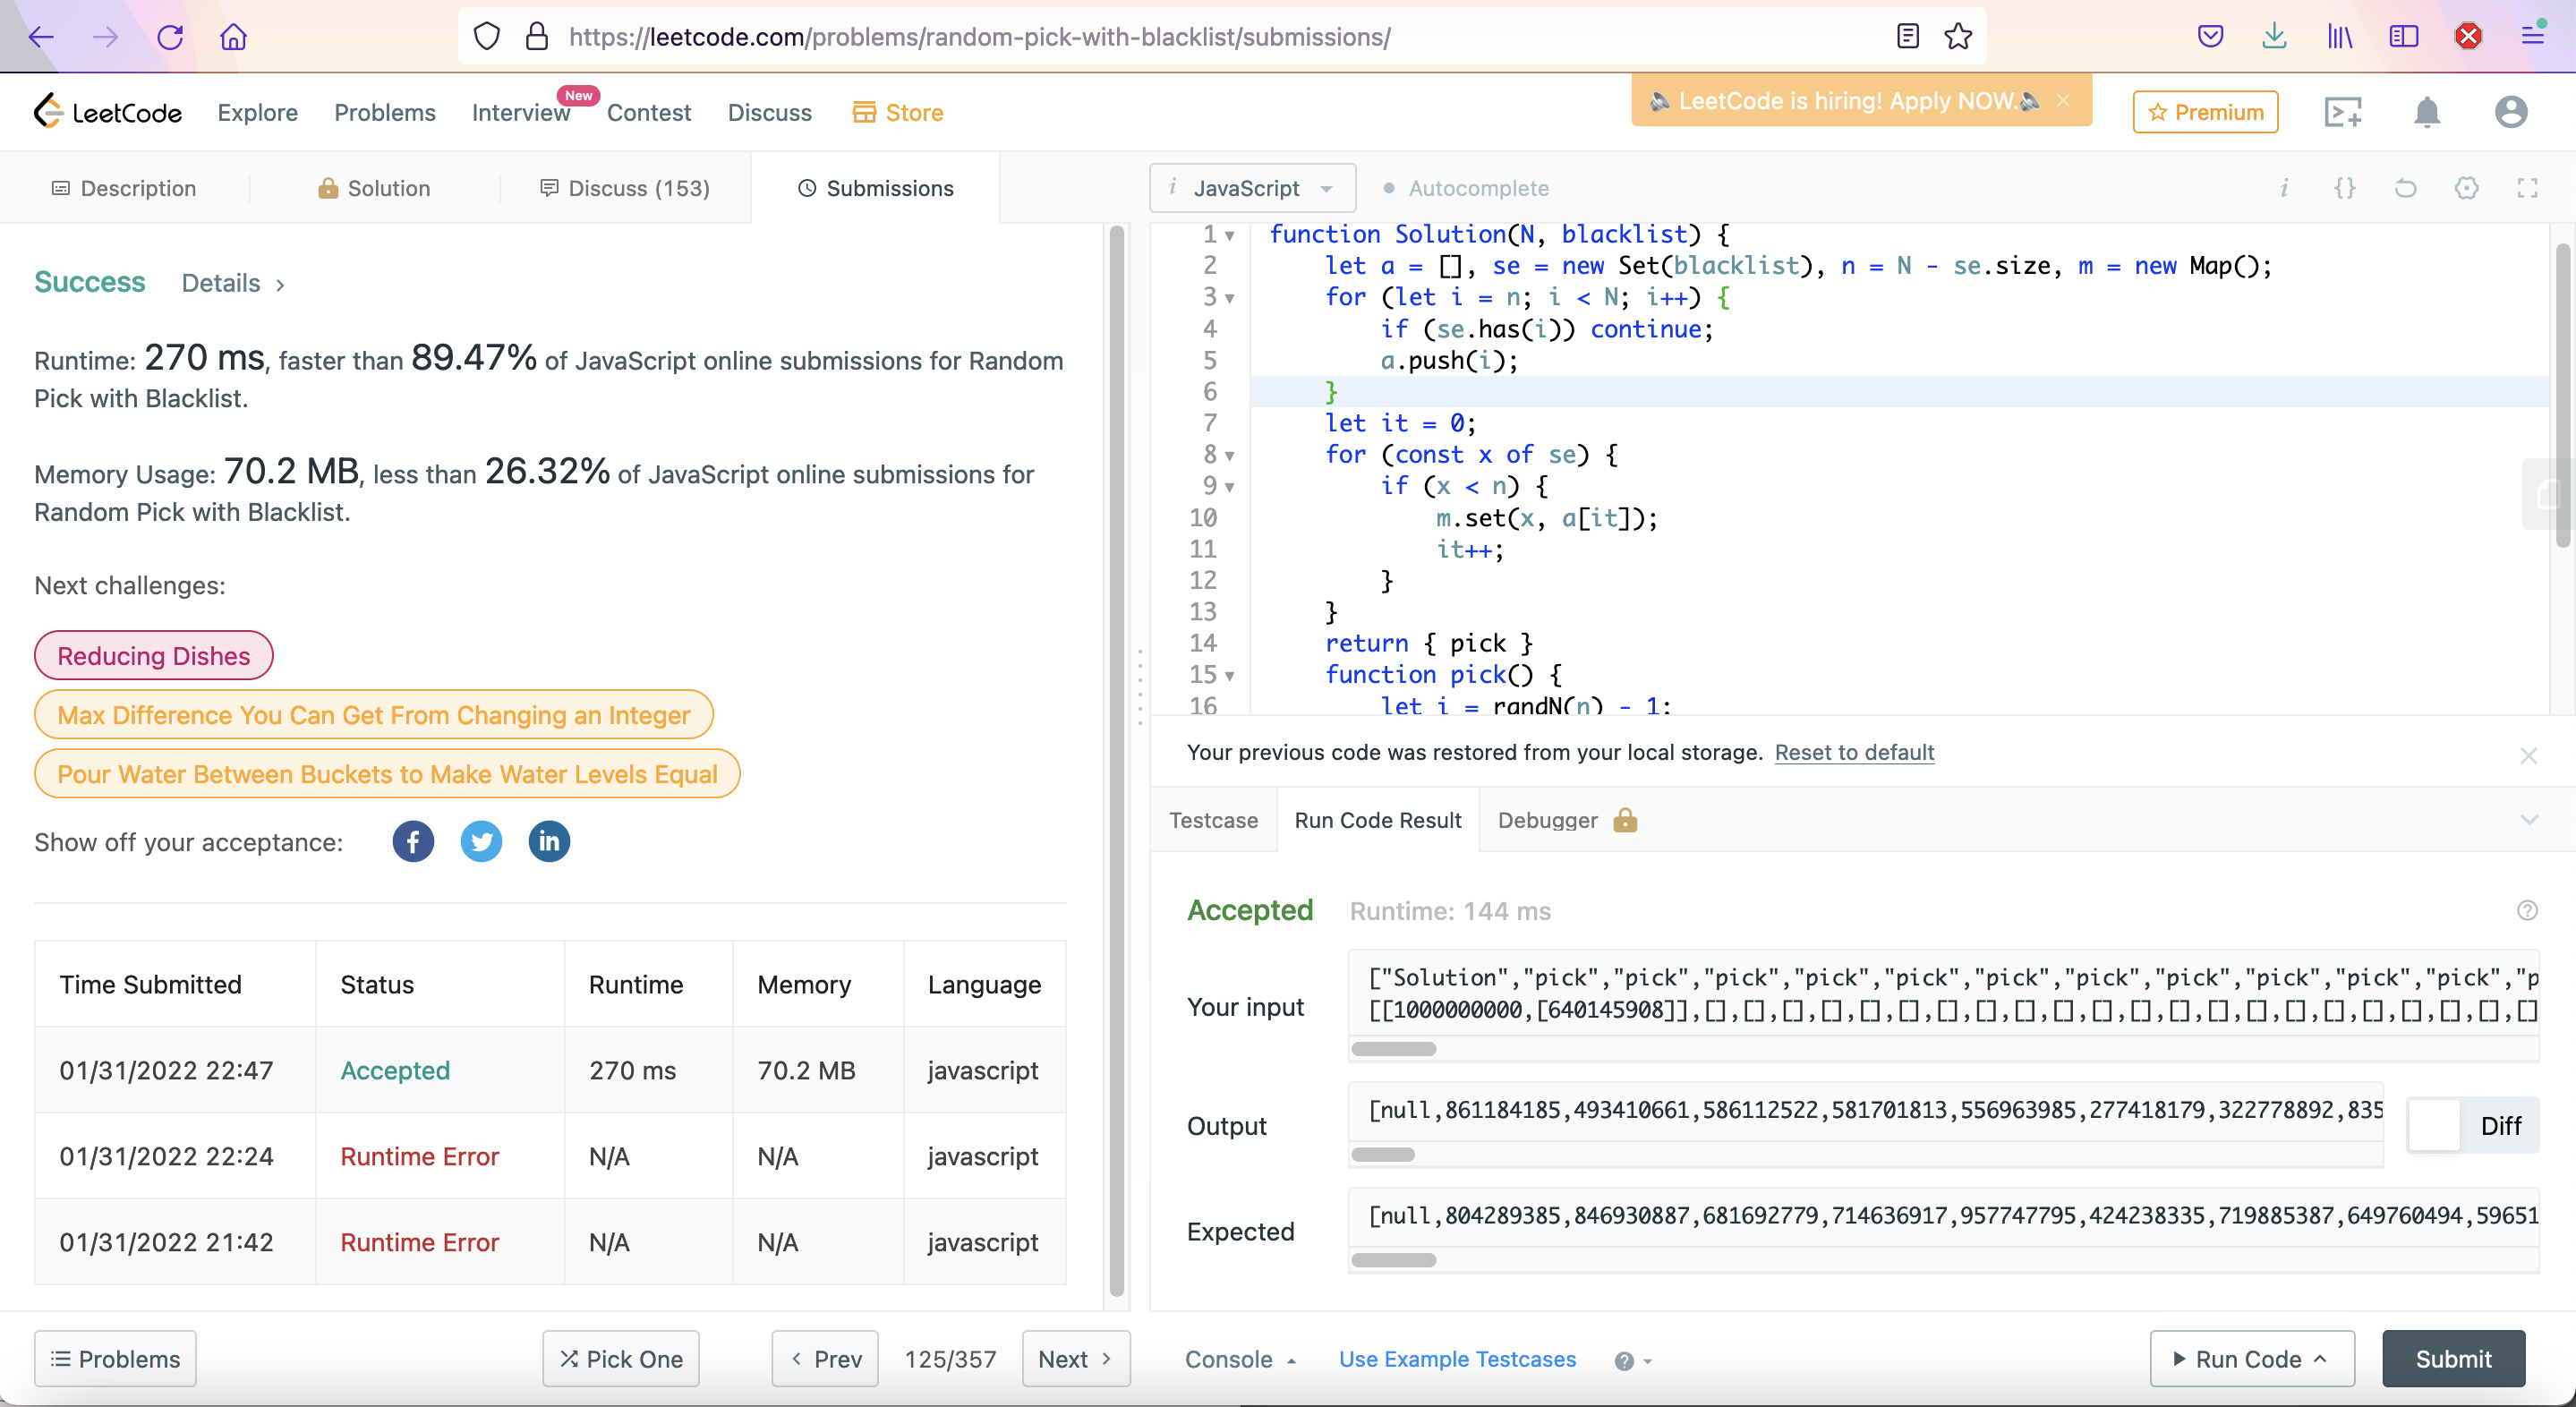 https://leetcode.com/problems/random-pick-with-blacklist/submissions/
LeetCode
Explore
Problems
Interview
New
Contest
Discuss
Store
LeetCode is hiring! Apply NOW.
Premium
Description
Solution
Discuss (153)
Submissions
i JavaScript
Autocomplete
Success Details >
Runtime: 270 ms, faster than 89.47% of JavaScript online submissions for Random
Pick with Blacklist.
Memory Usage: 70.2 MB, less than 26.32% of JavaScript online submissions for
Random Pick with Blacklist.
Next challenges:
Reducing Dishes
Max Difference You Can Get From Changing an Integer
Pour Water Between Buckets to Make Water Levels Equal
Show off your acceptance:
Time Submitted Status Runtime Memory Language
01/31/2022 22:47 Accepted 270 ms 70.2 MB javascript
01/31/2022 22:24 Runtime Error N/A N/A javascript
01/31/2022 21:42 Runtime Error N/A N/A javascript
Problems
Pick One
< Prev
125/357
Next >
1 function Solution(N, blacklist) {
2 let a = [], se = new Set(blacklist), n = N - se.size, m = new Map();
3 for (let i = n; i < N; i++) {
4 if (se.has(i)) continue;
5 a.push(i);
6 }
7 let it = 0;
8 for (const x of se) {
9 if (x < n) {
10 m.set(x, a[it]);
11 it++;
12 }
13 }
14 return { pick }
15 function pick() {
16 let i = randN(n) - 1;
Your previous code was restored from your local storage. Reset to default
Testcase
Run Code Result
Debugger
Accepted Runtime: 144 ms
Your input
["Solution","pick","pick","pick","pick","pick","pick","pick","pick","pick","pick","pick","p
[[1000000000,[640145908]],[],[],[],[],[],[],[],[],[],[],[],[],[],[],[],[],[],[],[],[],[],[]
Output
[null,861184185,493410661,586112522,581701813,556963985,277418179,322778892,835
Diff
Expected
[null,804289385,846930887,681692779,714636917,957747795,424238335,719885387,649760494,59651
Console
Use Example Testcases
Run Code
Submit